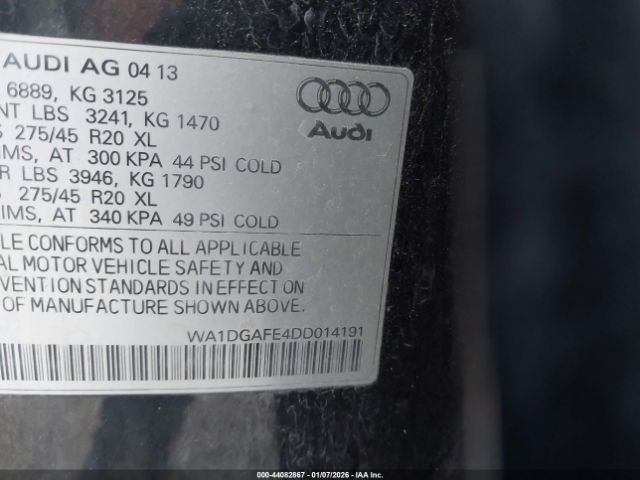 AUDI AG 04 13
6889, KG 3125
NT LBS 3241, KG 1470
S 275/45 R20 XL
IMS, AT 300 KPA 44 PSI COLD
R LBS 3946, KG 1790
S 275/45 R20 XL
IMS, AT 340 KPA 49 PSI COLD
LE CONFORMS TO ALL APPLICABLE
AL MOTOR VEHICLE SAFETY AND
VENTION STANDARDS IN EFFECT ON
OF MANUFACTURE SHOWN ABOVE.
WA1DGAFE4DD014191
Audi
000-44082867 - 01/07/2026 - IAA Inc.